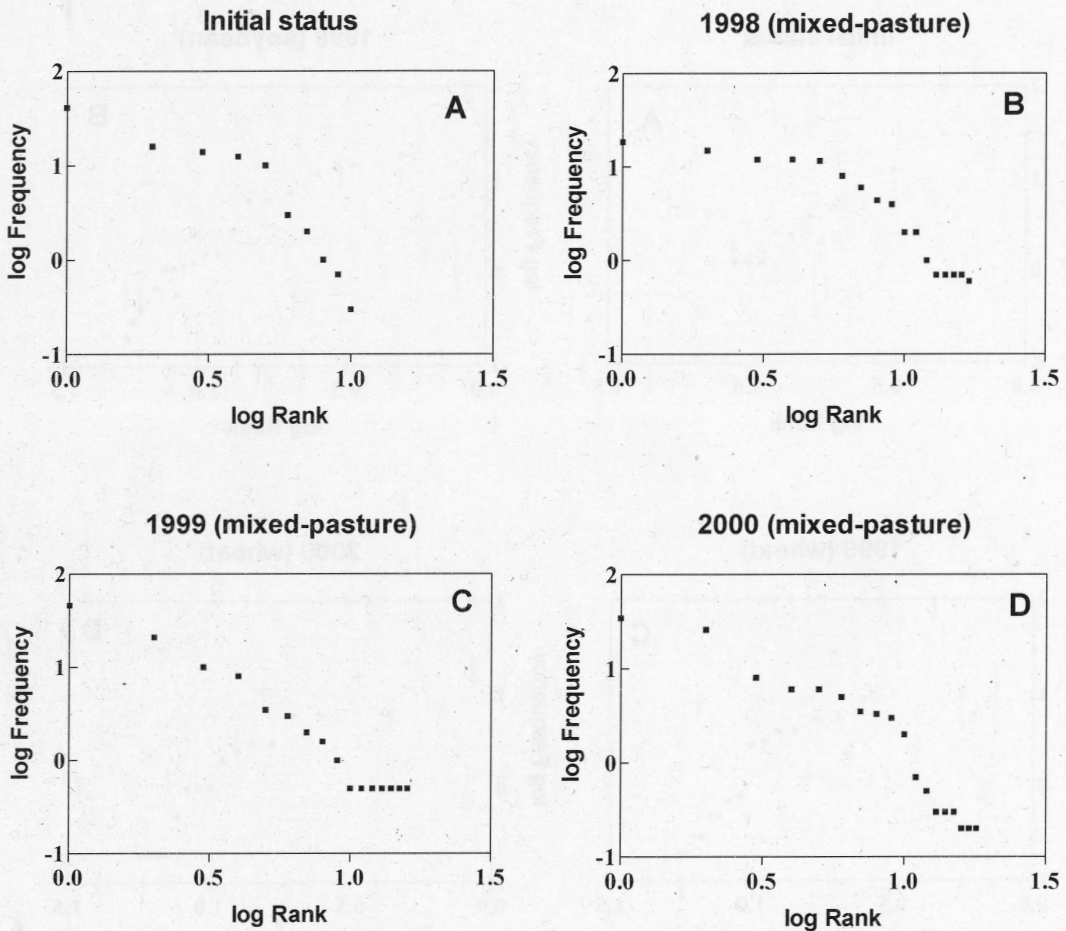 Initial status
A
2
1
0
-1
0.0 0.5 1.0 1.5
log Frequency
log Rank
1998 (mixed-pasture)
B
2
1
0
-1
0.0 0.5 1.0 1.5
log Frequency
log Rank
1999 (mixed-pasture)
C
2
1
0
-1
0.0 0.5 1.0 1.5
log Frequency
log Rank
2000 (mixed-pasture)
D
2
1
0
-1
0.0 0.5 1.0 1.5
log Frequency
log Rank